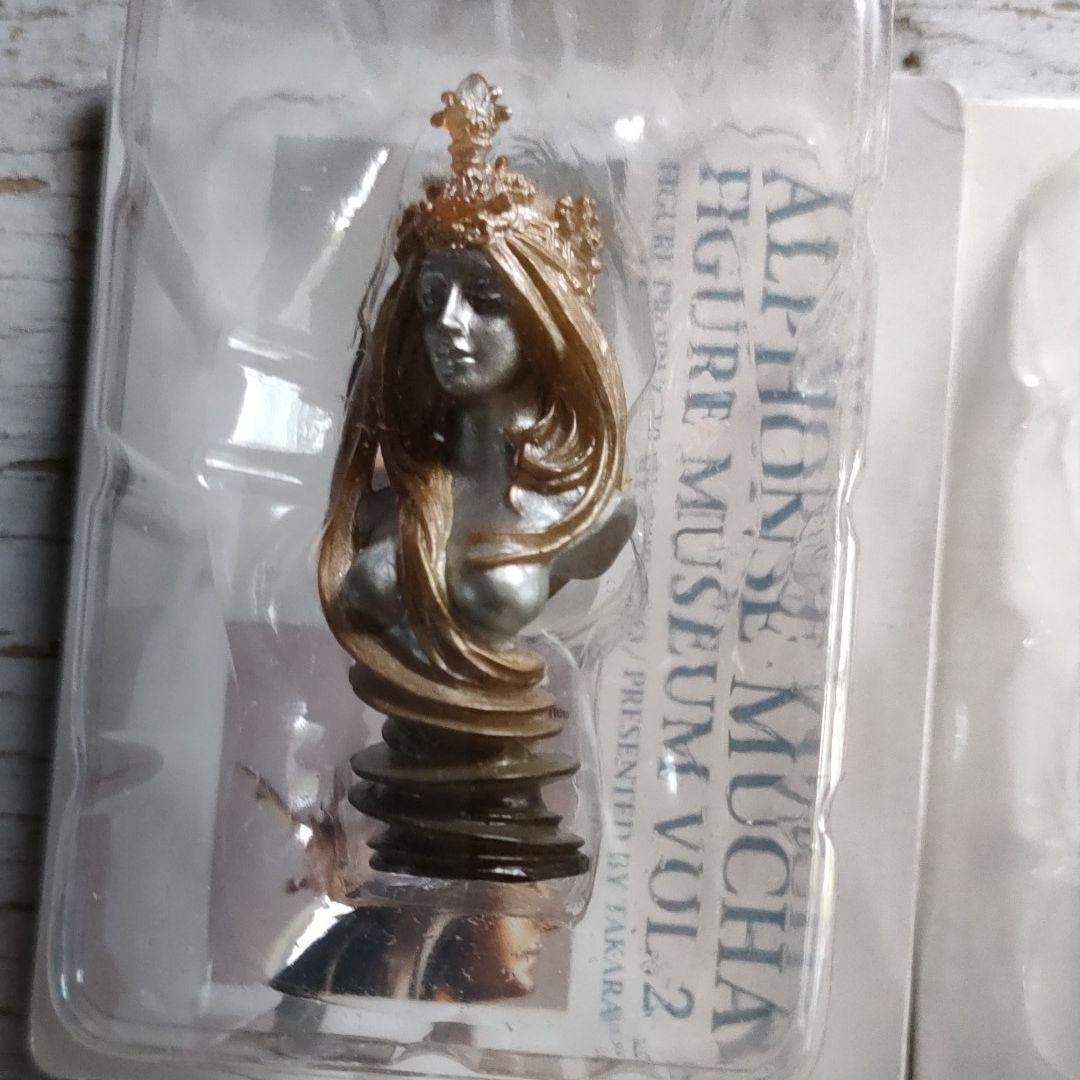 ALPHONSE MUCHA
FIGURE MUSEUM VOL 2
PRESENTED BY TAKARA